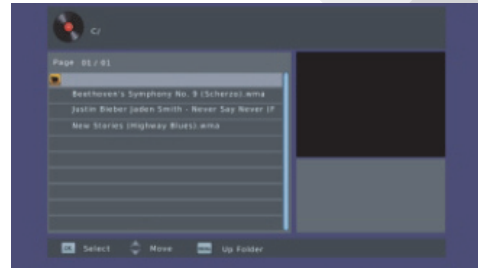 C/
Page 01/01
Beethoven's Symphony No. 9 (Scherzo).wma
Justin Bieber Jaden Smith - Never Say Never (F
New Stories (Highway Blues).wma
OK Select Move Up Folder